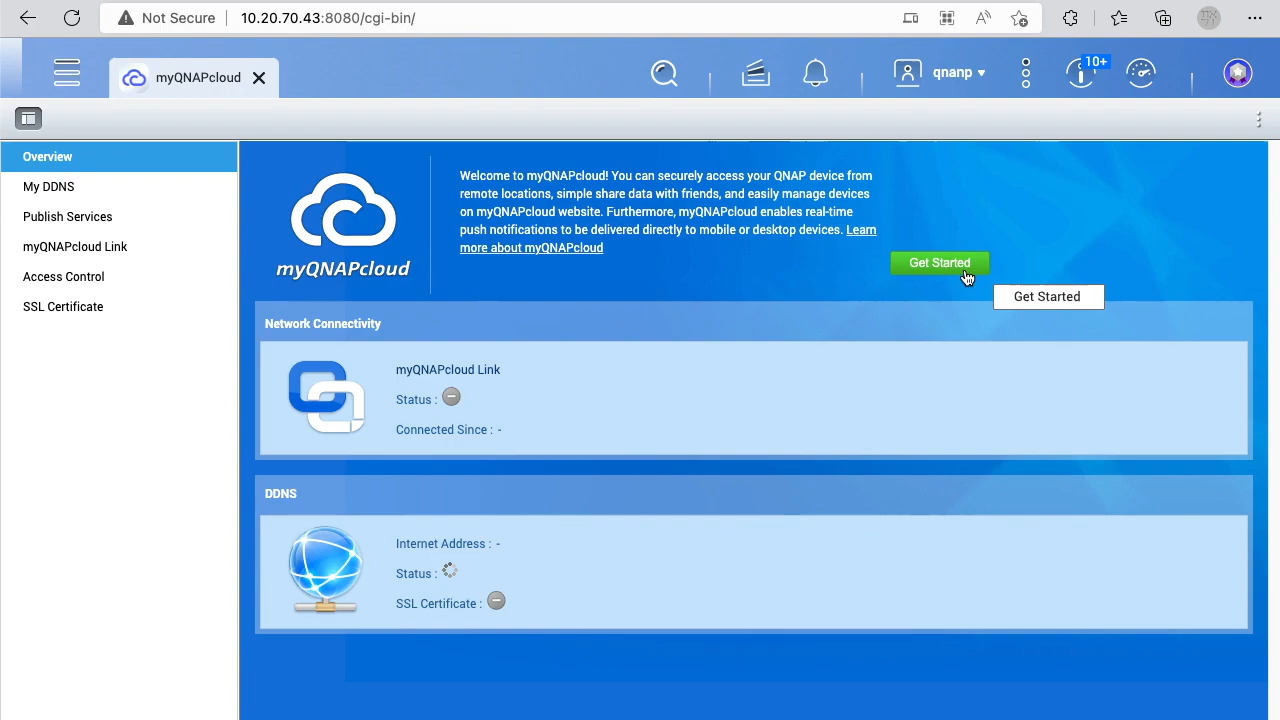 Not Secure
10.20.70.43:8080/cgi-bin/
myQNAPcloud
qnanp
10+
Overview
My DDNS
Publish Services
myQNAPcloud Link
Access Control
SSL Certificate
myQNAPcloud
Welcome to myQNAPcloud! You can securely access your QNAP device from
remote locations, simple share data with friends, and easily manage devices
on myQNAPcloud website. Furthermore, myQNAPcloud enables real-time
push notifications to be delivered directly to mobile or desktop devices. Learn
more about myQNAPcloud
Get Started
Get Started
Network Connectivity
myQNAPcloud Link
Status :
Connected Since : -
DDNS
Internet Address : -
Status :
SSL Certificate :